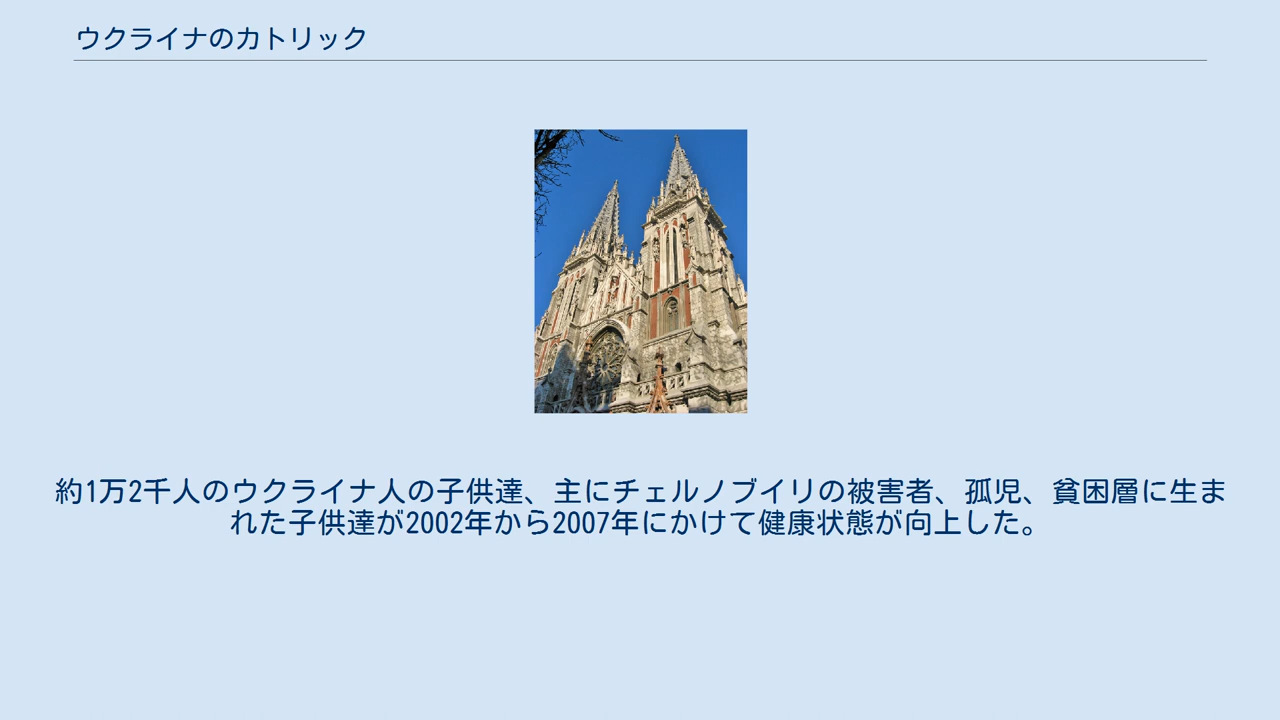 ウクライナのカトリック
約1万2千人のウクライナ人の子供達、主にチェルノブイリの被害者、孤児、貧困層に生ま
れた子供達が2002年から2007年にかけて健康状態が向上した。